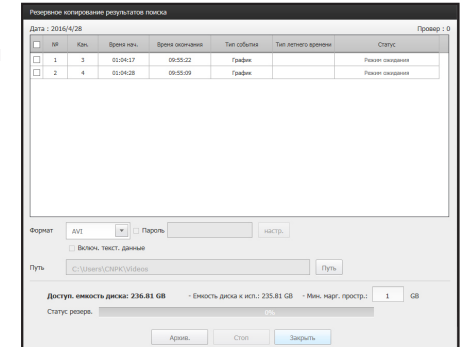 Резервное копирование результатов поиска
Дата : 2016/4/28 Провер : 0
№ Кан. Время нач. Время окончания Тип события Тип летнего времени Статус
1 3 01:04:17 09:55:22 График Режим ожидания
2 4 01:04:28 09:55:09 График Режим ожидания
Формат AVI Пароль настр.
Включ. текст. данные
Путь C:\Users\CNPK\Videos Путь
Доступ. емкость диска: 236.81 GB - Емкость диска к исп.: 235.81 GB - Мин. марг. простр.: 1 GB
Статус резерв. 0%
Архив. Стоп Закрыть